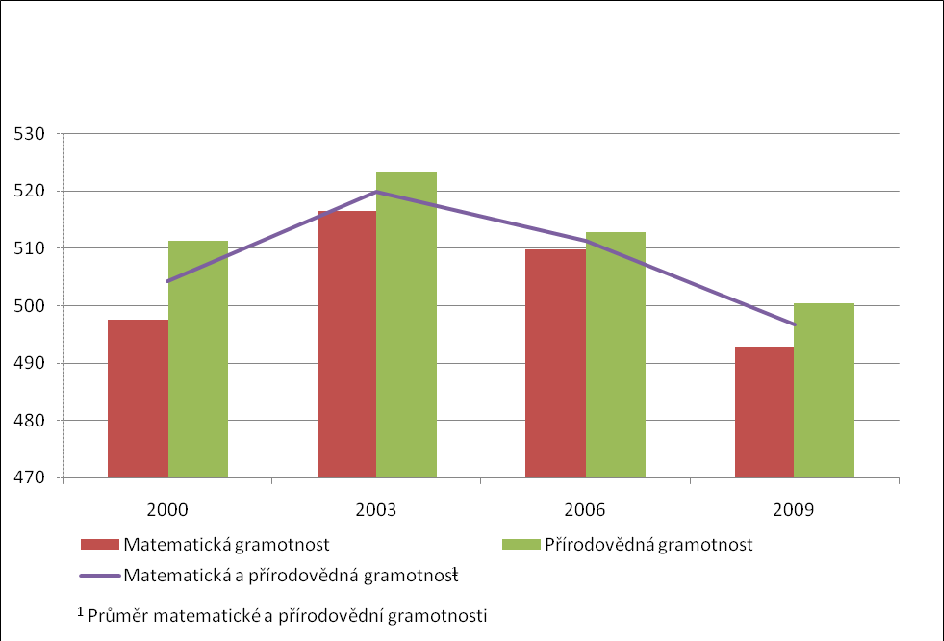 530
520
510
500
490
480
470
2000 2003 2006 2009
Matematická gramotnost Přírodovědná gramotnost
Matematická a přírodovědná gramotnost¹
¹ Průměr matematické a přírodovědní gramotnosti